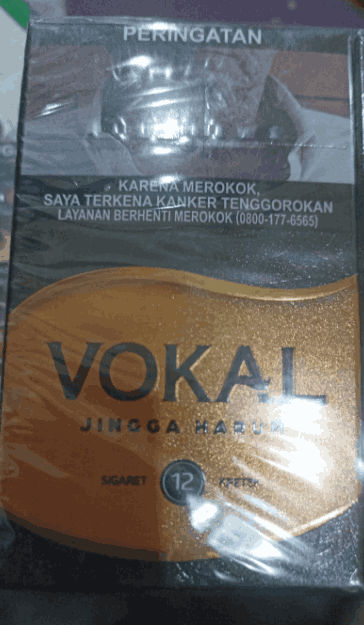 PERINGATAN
KARENA MEROKOK,
SAYA TERKENA KANKER TENGGOROKAN
LAYANAN BERHENTI MEROKOK (0800-177-6565)
VOKAL
JINGGA HARUM
SIGARET 12 KRETEK